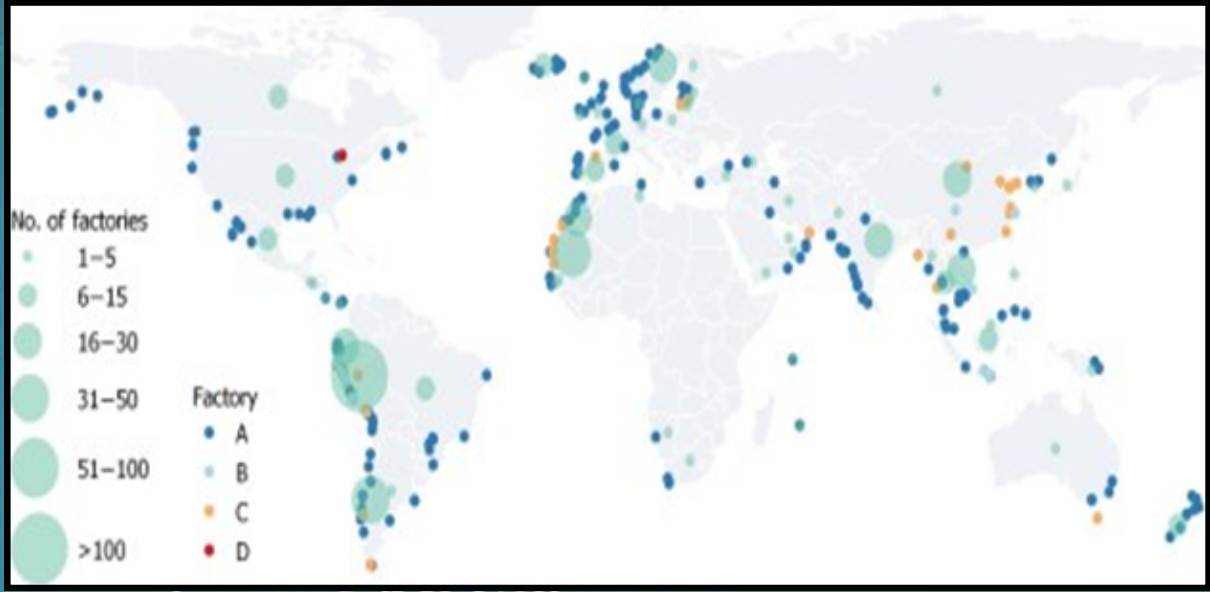 No. of factories
1–5
6–15
16–30
31–50
51–100
>100
Factory
A
B
C
D